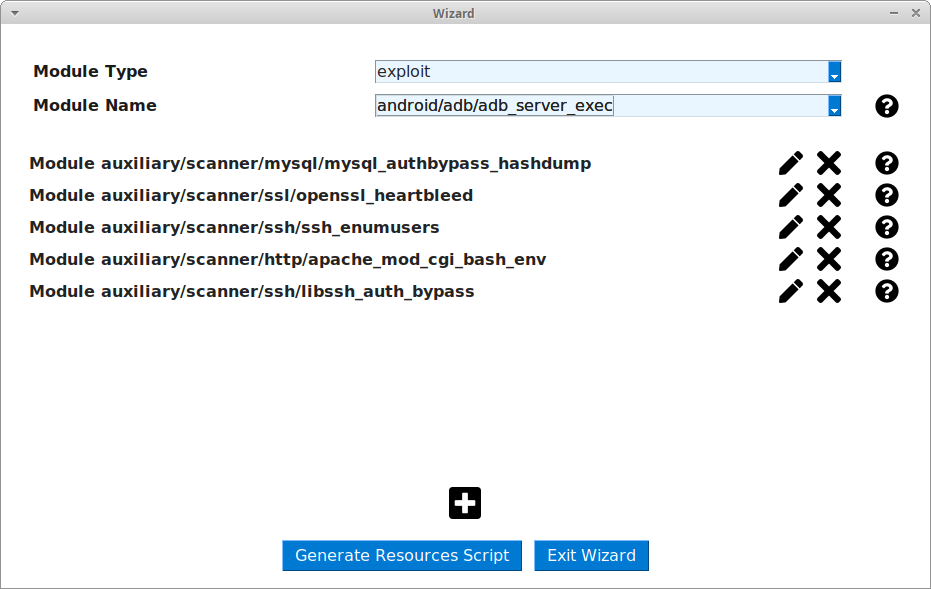 Wizard
Module Type exploit
Module Name android/adb/adb_server_exec
Module auxiliary/scanner/mysql/mysql_authbypass_hashdump
Module auxiliary/scanner/ssl/openssl_heartbleed
Module auxiliary/scanner/ssh/ssh_enumusers
Module auxiliary/scanner/http/apache_mod_cgi_bash_env
Module auxiliary/scanner/ssh/libssh_auth_bypass
Generate Resources Script Exit Wizard